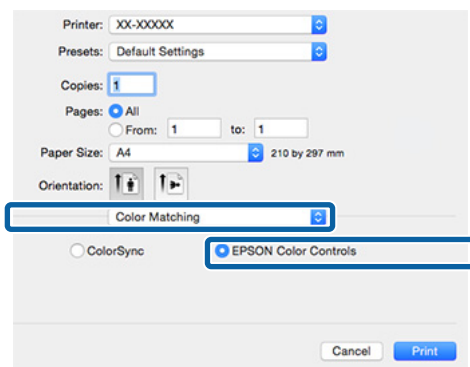 Printer: XX-XXXXX
Presets: Default Settings
Copies: 1
Pages: All
From: 1 to: 1
Paper Size: A4 210 by 297 mm
Orientation:
Color Matching
ColorSync EPSON Color Controls
Cancel Print